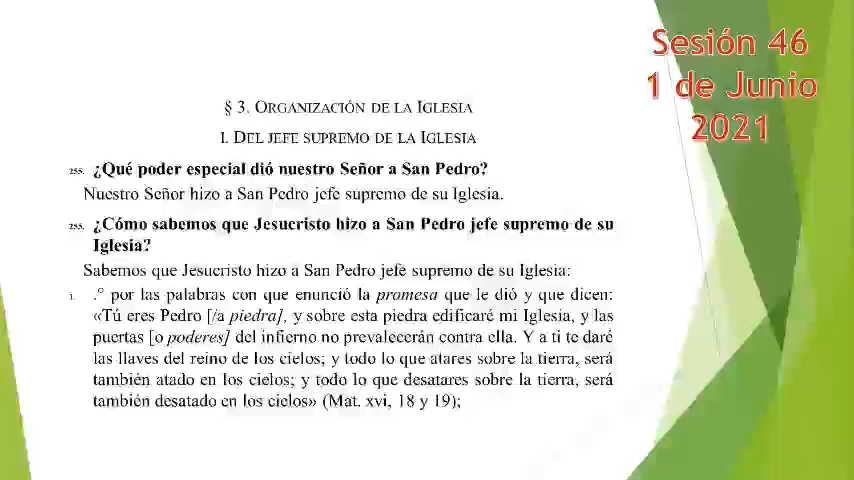 Sesión 46
1 de Junio
2021
§ 3. ORGANIZACIÓN DE LA IGLESIA
I. DEL JEFE SUPREMO DE LA IGLESIA
255. ¿Qué poder especial dió nuestro Señor a San Pedro?
Nuestro Señor hizo a San Pedro jefe supremo de su Iglesia.
255. ¿Cómo sabemos que Jesucristo hizo a San Pedro jefe supremo de su
Iglesia?
Sabemos que Jesucristo hizo a San Pedro jefe supremo de su Iglesia:
1. .° por las palabras con que enunció la promesa que le dió y que dicen:
«Tú eres Pedro [/a piedra], y sobre esta piedra edificaré mi Iglesia, y las
puertas [o poderes] del infierno no prevalecerán contra ella. Y a ti te daré
las llaves del reino de los cielos; y todo lo que atares sobre la tierra, será
también atado en los cielos; y todo lo que desatares sobre la tierra, será
también desatado en los cielos» (Mat. xvi, 18 y 19);